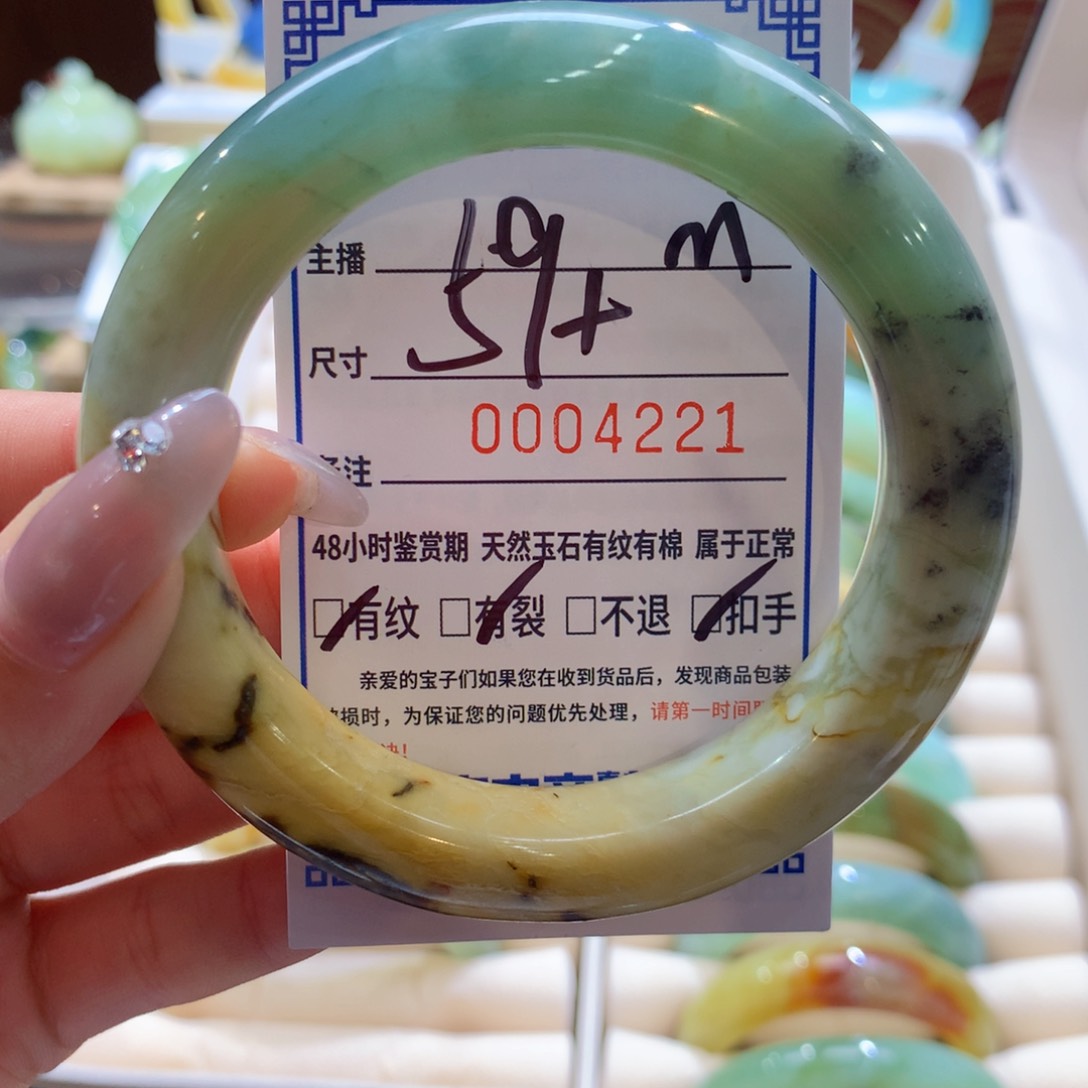 主播
59+ m
尺寸
0004221
注
48小时鉴赏期 天然玉石有纹有棉 属于正常
□有纹 □有裂 □不退 □扣手
亲爱的宝子们如果您在收到货品后，发现商品包装
损时，为保证您的问题优先处理，请第一时间